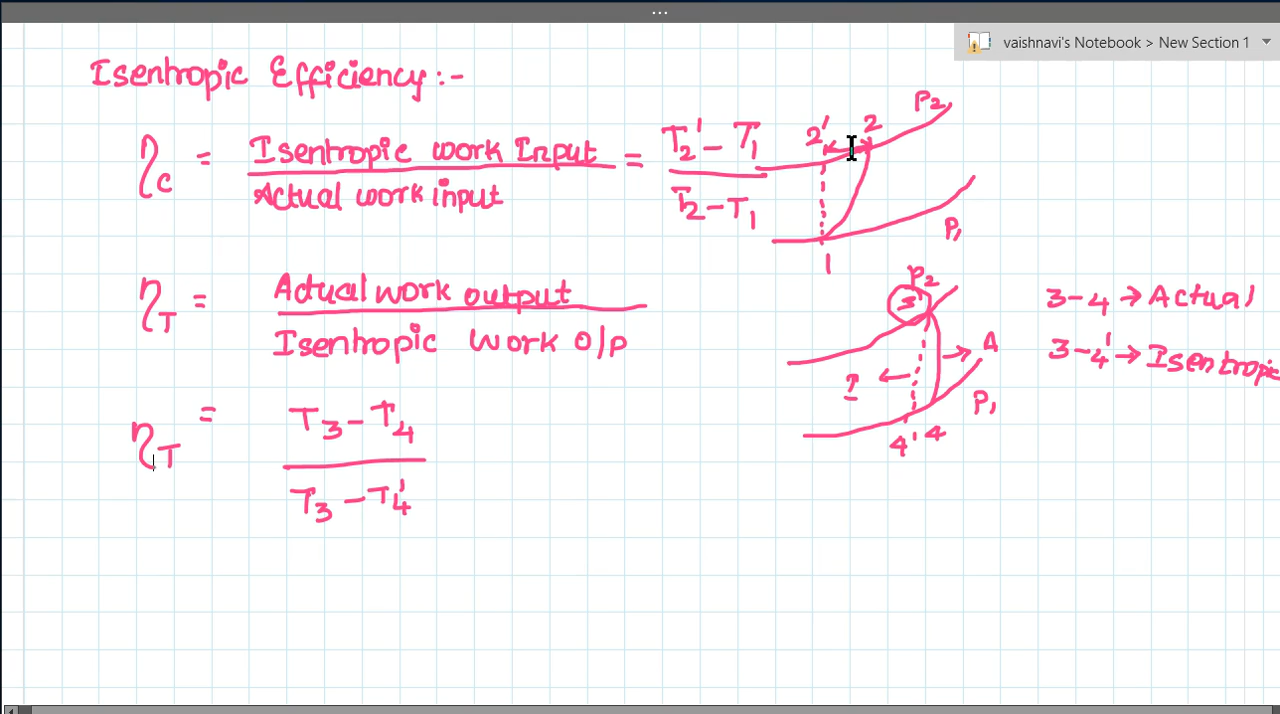 ...
vaishnavi's Notebook > New Section 1
Isentropic Efficiency :-
ηc = Isentropic work Input / Actual work input = T2' - T1 / T2 - T1
2' 2 P2
1 P1
ηT = Actual work output / Isentropic Work o/p
P2
3 - 4 → Actual
3 - 4' → Isentropic
A
P1
4' 4
ηT = T3 - T4 / T3 - T4'